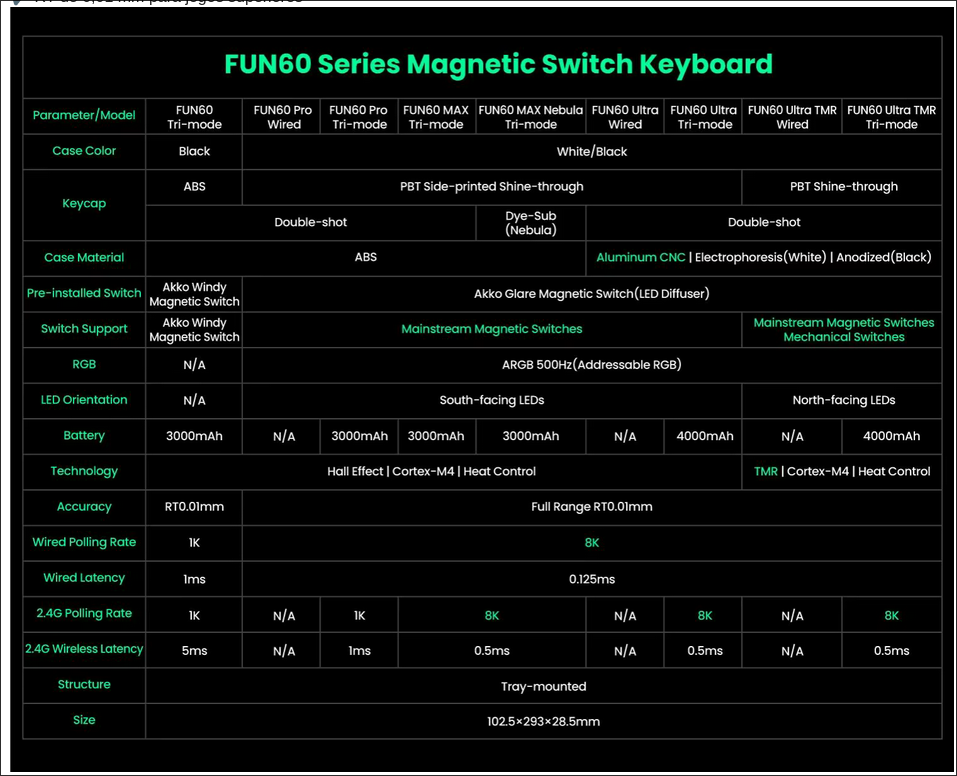 FUN60 Series Magnetic Switch Keyboard
Parameter/Model
FUN60
Tri-mode
FUN60 Pro
Wired
FUN60 Pro
Tri-mode
FUN60 MAX
Tri-mode
FUN60 MAX Nebula
Tri-mode
FUN60 Ultra
Wired
FUN60 Ultra
Tri-mode
FUN60 Ultra TMR
Wired
FUN60 Ultra TMR
Tri-mode
Case Color
Black
White/Black
Keycap
ABS
PBT Side-printed Shine-through
PBT Shine-through
Double-shot
Dye-Sub
(Nebula)
Double-shot
Case Material
ABS
Aluminum CNC | Electrophoresis(White) | Anodized(Black)
Pre-installed Switch
Akko Windy
Magnetic Switch
Akko Glare Magnetic Switch(LED Diffuser)
Switch Support
Akko Windy
Magnetic Switch
Mainstream Magnetic Switches
Mainstream Magnetic Switches
Mechanical Switches
RGB
N/A
ARGB 500Hz(Addressable RGB)
LED Orientation
N/A
South-facing LEDs
North-facing LEDs
Battery
3000mAh
N/A
3000mAh
3000mAh
3000mAh
N/A
4000mAh
N/A
4000mAh
Technology
Hall Effect | Cortex-M4 | Heat Control
TMR | Cortex-M4 | Heat Control
Accuracy
RT0.01mm
Full Range RT0.01mm
Wired Polling Rate
1K
8K
Wired Latency
1ms
0.125ms
2.4G Polling Rate
1K
N/A
1K
8K
N/A
8K
N/A
8K
2.4G Wireless Latency
5ms
N/A
1ms
0.5ms
N/A
0.5ms
N/A
0.5ms
Structure
Tray-mounted
Size
102.5×293×28.5mm